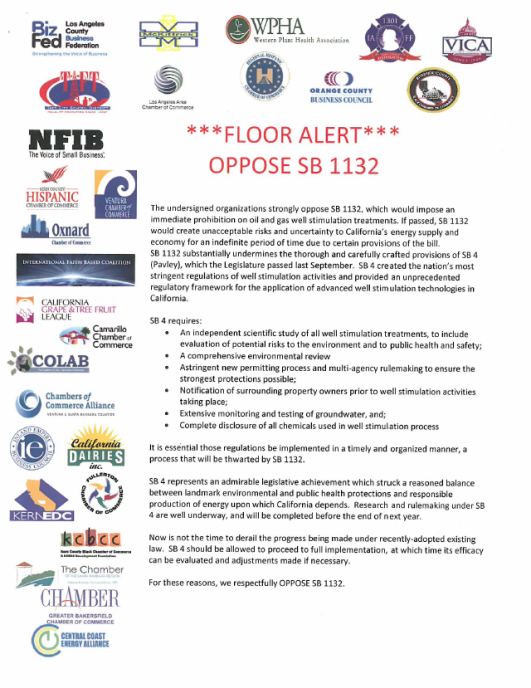 Biz Fed
Los Angeles
County
Business
Federation
Strengthening the Voice of Business
WPHA
Western Plant Health Association
1301
IA FF
VICA
Los Angeles Area
Chamber of Commerce
ORANGE COUNTY
BUSINESS COUNCIL
TAFT
NFIB
The Voice of Small Business.
KERN COUNTY
HISPANIC
CHAMBER OF COMMERCE
VENTURA
CHAMBER of
COMMERCE
Oxnard
Chamber of Commerce
INTERNATIONAL FAITH BASED COALITION
CALIFORNIA
GRAPE & TREE FRUIT
LEAGUE
Camarillo
Chamber of
Commerce
COLAB
Chambers of
Commerce Alliance
VENTURA & SANTA BARBARA COUNTIES
INLAND EMPIRE
ie
California
DAIRIES
inc.
KERNEDC
FULLERTON
CHAMBER OF COMMERCE
kcbcc
Kern County Black Chamber of Commerce
The Chamber
CHAMBER
GREATER BAKERSFIELD
CHAMBER OF COMMERCE
CENTRAL COAST
ENERGY ALLIANCE
***FLOOR ALERT***
OPPOSE SB 1132
The undersigned organizations strongly oppose SB 1132, which would impose an
immediate prohibition on oil and gas well stimulation treatments. If passed, SB 1132
would create unacceptable risks and uncertainty to California's energy supply and
economy for an indefinite period of time due to certain provisions of the bill.
SB 1132 substantially undermines the thorough and carefully crafted provisions of SB 4
(Pavley), which the Legislature passed last September. SB 4 created the nation's most
stringent regulations of well stimulation activities and provided an unprecedented
regulatory framework for the application of advanced well stimulation technologies in
California.
SB 4 requires:
• An independent scientific study of all well stimulation treatments, to include
evaluation of potential risks to the environment and to public health and safety;
• A comprehensive environmental review
• Astringent new permitting process and multi-agency rulemaking to ensure the
strongest protections possible;
• Notification of surrounding property owners prior to well stimulation activities
taking place;
• Extensive monitoring and testing of groundwater, and;
• Complete disclosure of all chemicals used in well stimulation process
It is essential those regulations be implemented in a timely and organized manner, a
process that will be thwarted by SB 1132.
SB 4 represents an admirable legislative achievement which struck a reasoned balance
between landmark environmental and public health protections and responsible
production of energy upon which California depends. Research and rulemaking under SB
4 are well underway, and will be completed before the end of next year.
Now is not the time to derail the progress being made under recently-adopted existing
law. SB 4 should be allowed to proceed to full implementation, at which time its efficacy
can be evaluated and adjustments made if necessary.
For these reasons, we respectfully OPPOSE SB 1132.